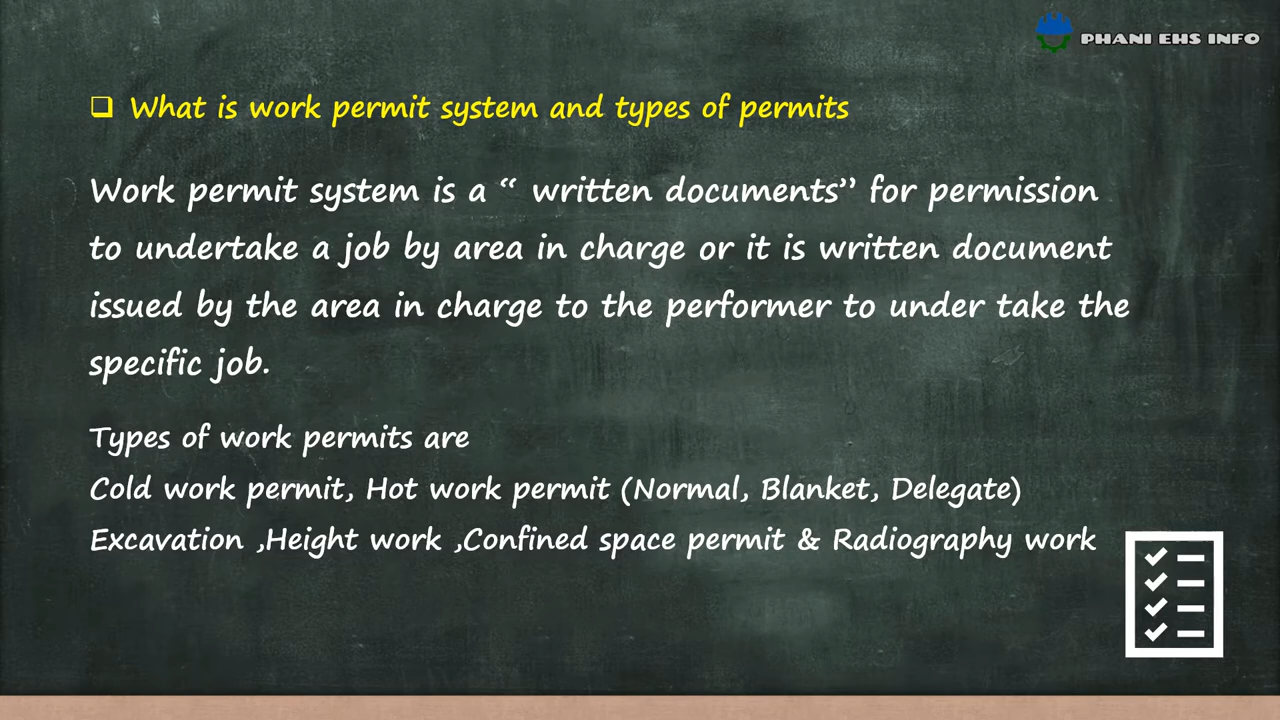 PHANI EHS INFO
❑ What is work permit system and types of permits
Work permit system is a “ written documents” for permission
to undertake a job by area in charge or it is written document
issued by the area in charge to the performer to under take the
specific job.
Types of work permits are
Cold work permit, Hot work permit (Normal, Blanket, Delegate)
Excavation ,Height work ,Confined space permit & Radiography work